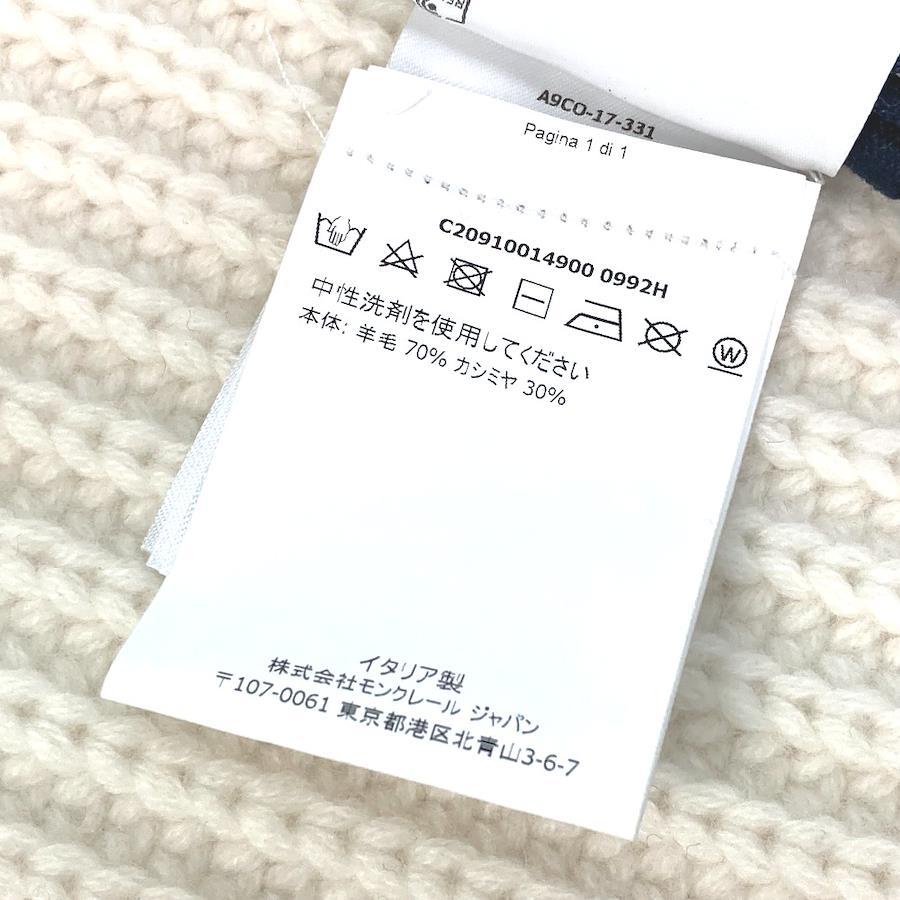 A9CO-17-331
Pagina 1 di 1
C20910014900 0992H
W
中性洗剤を使用してください
本体: 羊毛 70% カシミヤ 30%
イタリア製
株式会社モンクレール ジャパン
〒107-0061 東京都港区北青山3-6-7